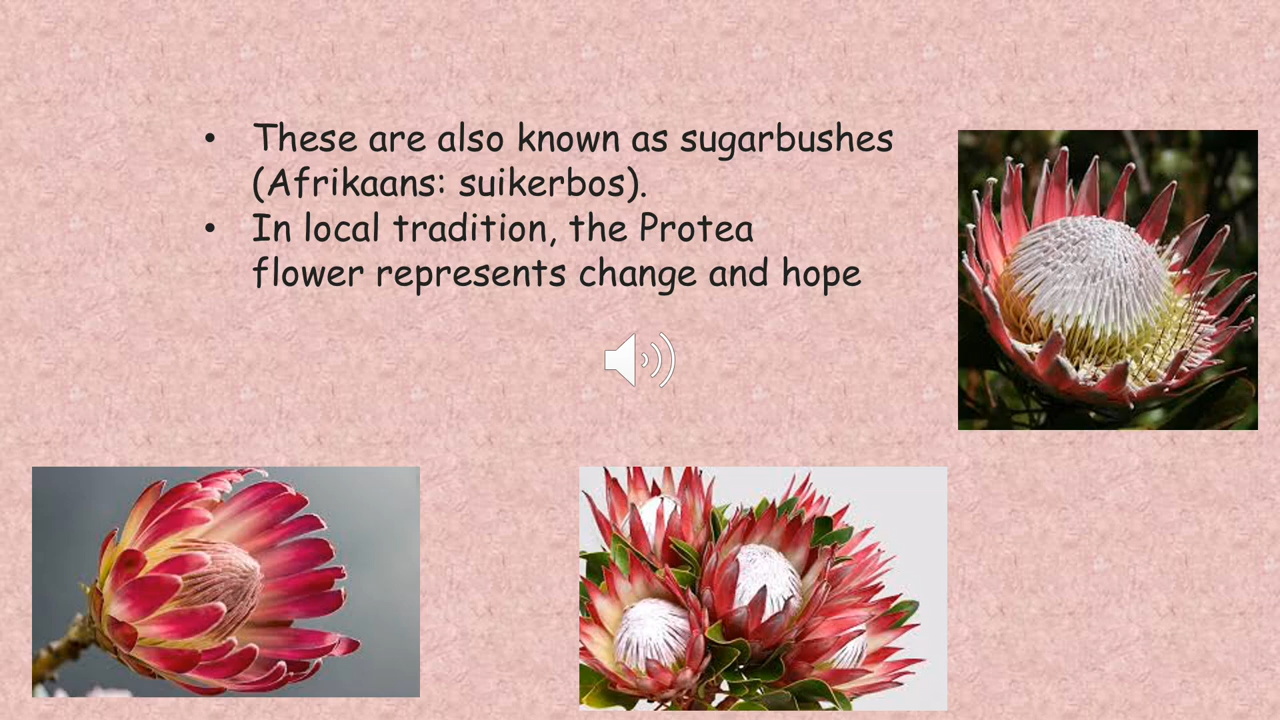 • These are also known as sugarbushes
(Afrikaans: suikerbos).
• In local tradition, the Protea
flower represents change and hope